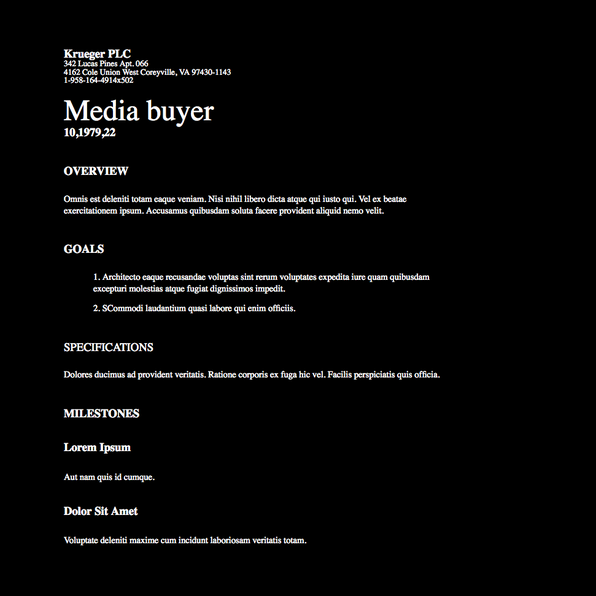 Krueger PLC
342 Lucas Pines Apt. 066
4162 Cole Union West Coreyville, VA 97430-1143
1-958-164-4914x502
Media buyer
10,1979,22
OVERVIEW
Omnis est deleniti totam eaque veniam. Nisi nihil libero dicta atque qui iusto qui. Vel ex beatae
exercitationem ipsum. Accusamus quibusdam soluta facere provident aliquid nemo velit.
GOALS
1. Architecto eaque recusandae voluptas sint rerum voluptates expedita iure quam quibusdam
excepturi molestias atque fugiat dignissimos impedit.
2. SCommodi laudantium quasi labore qui enim officiis.
SPECIFICATIONS
Dolores ducimus ad provident veritatis. Ratione corporis ex fuga hic vel. Facilis perspiciatis quis officia.
MILESTONES
Lorem Ipsum
Aut nam quis id cumque.
Dolor Sit Amet
Voluptate deleniti maxime cum incidunt laboriosam veritatis totam.